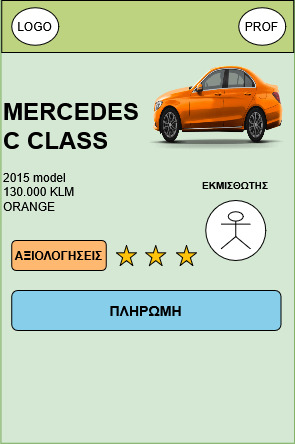 LOGO
PROF
MERCEDES
C CLASS
2015 model
130.000 KLM
ORANGE
ΕΚΜΙΣΘΩΤΗΣ
ΑΞΙΟΛΟΓΗΣΕΙΣ
ΠΛΗΡΩΜΗ